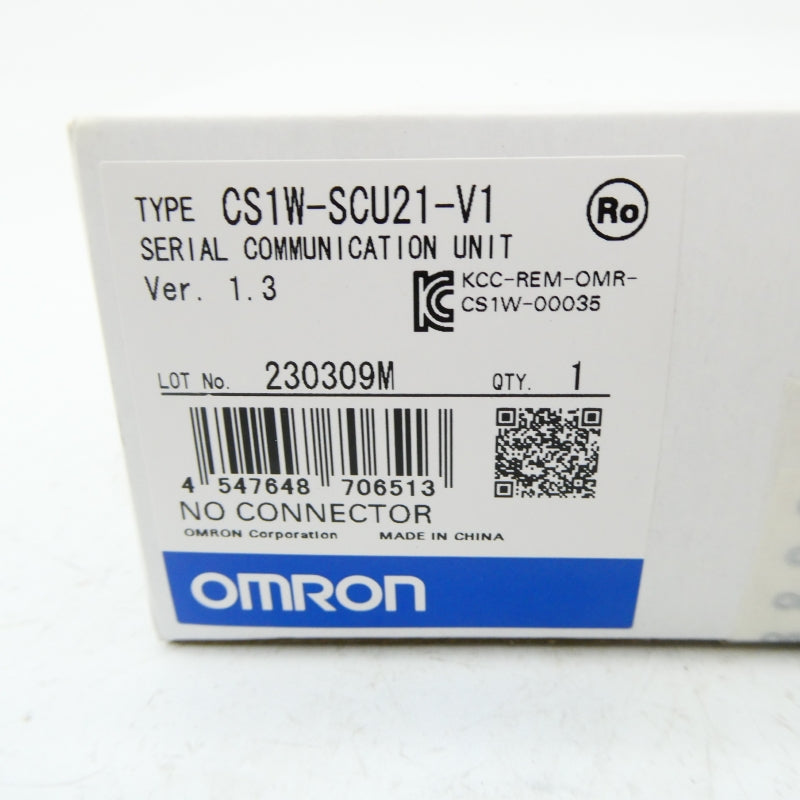 TYPE CS1W-SCU21-V1
Ro
SERIAL COMMUNICATION UNIT
Ver. 1.3
KCC-REM-OMR-
CS1W-00035
LOT No. 230309M QTY. 1
4 547648 706513
NO CONNECTOR
OMRON Corporation MADE IN CHINA
OMRON